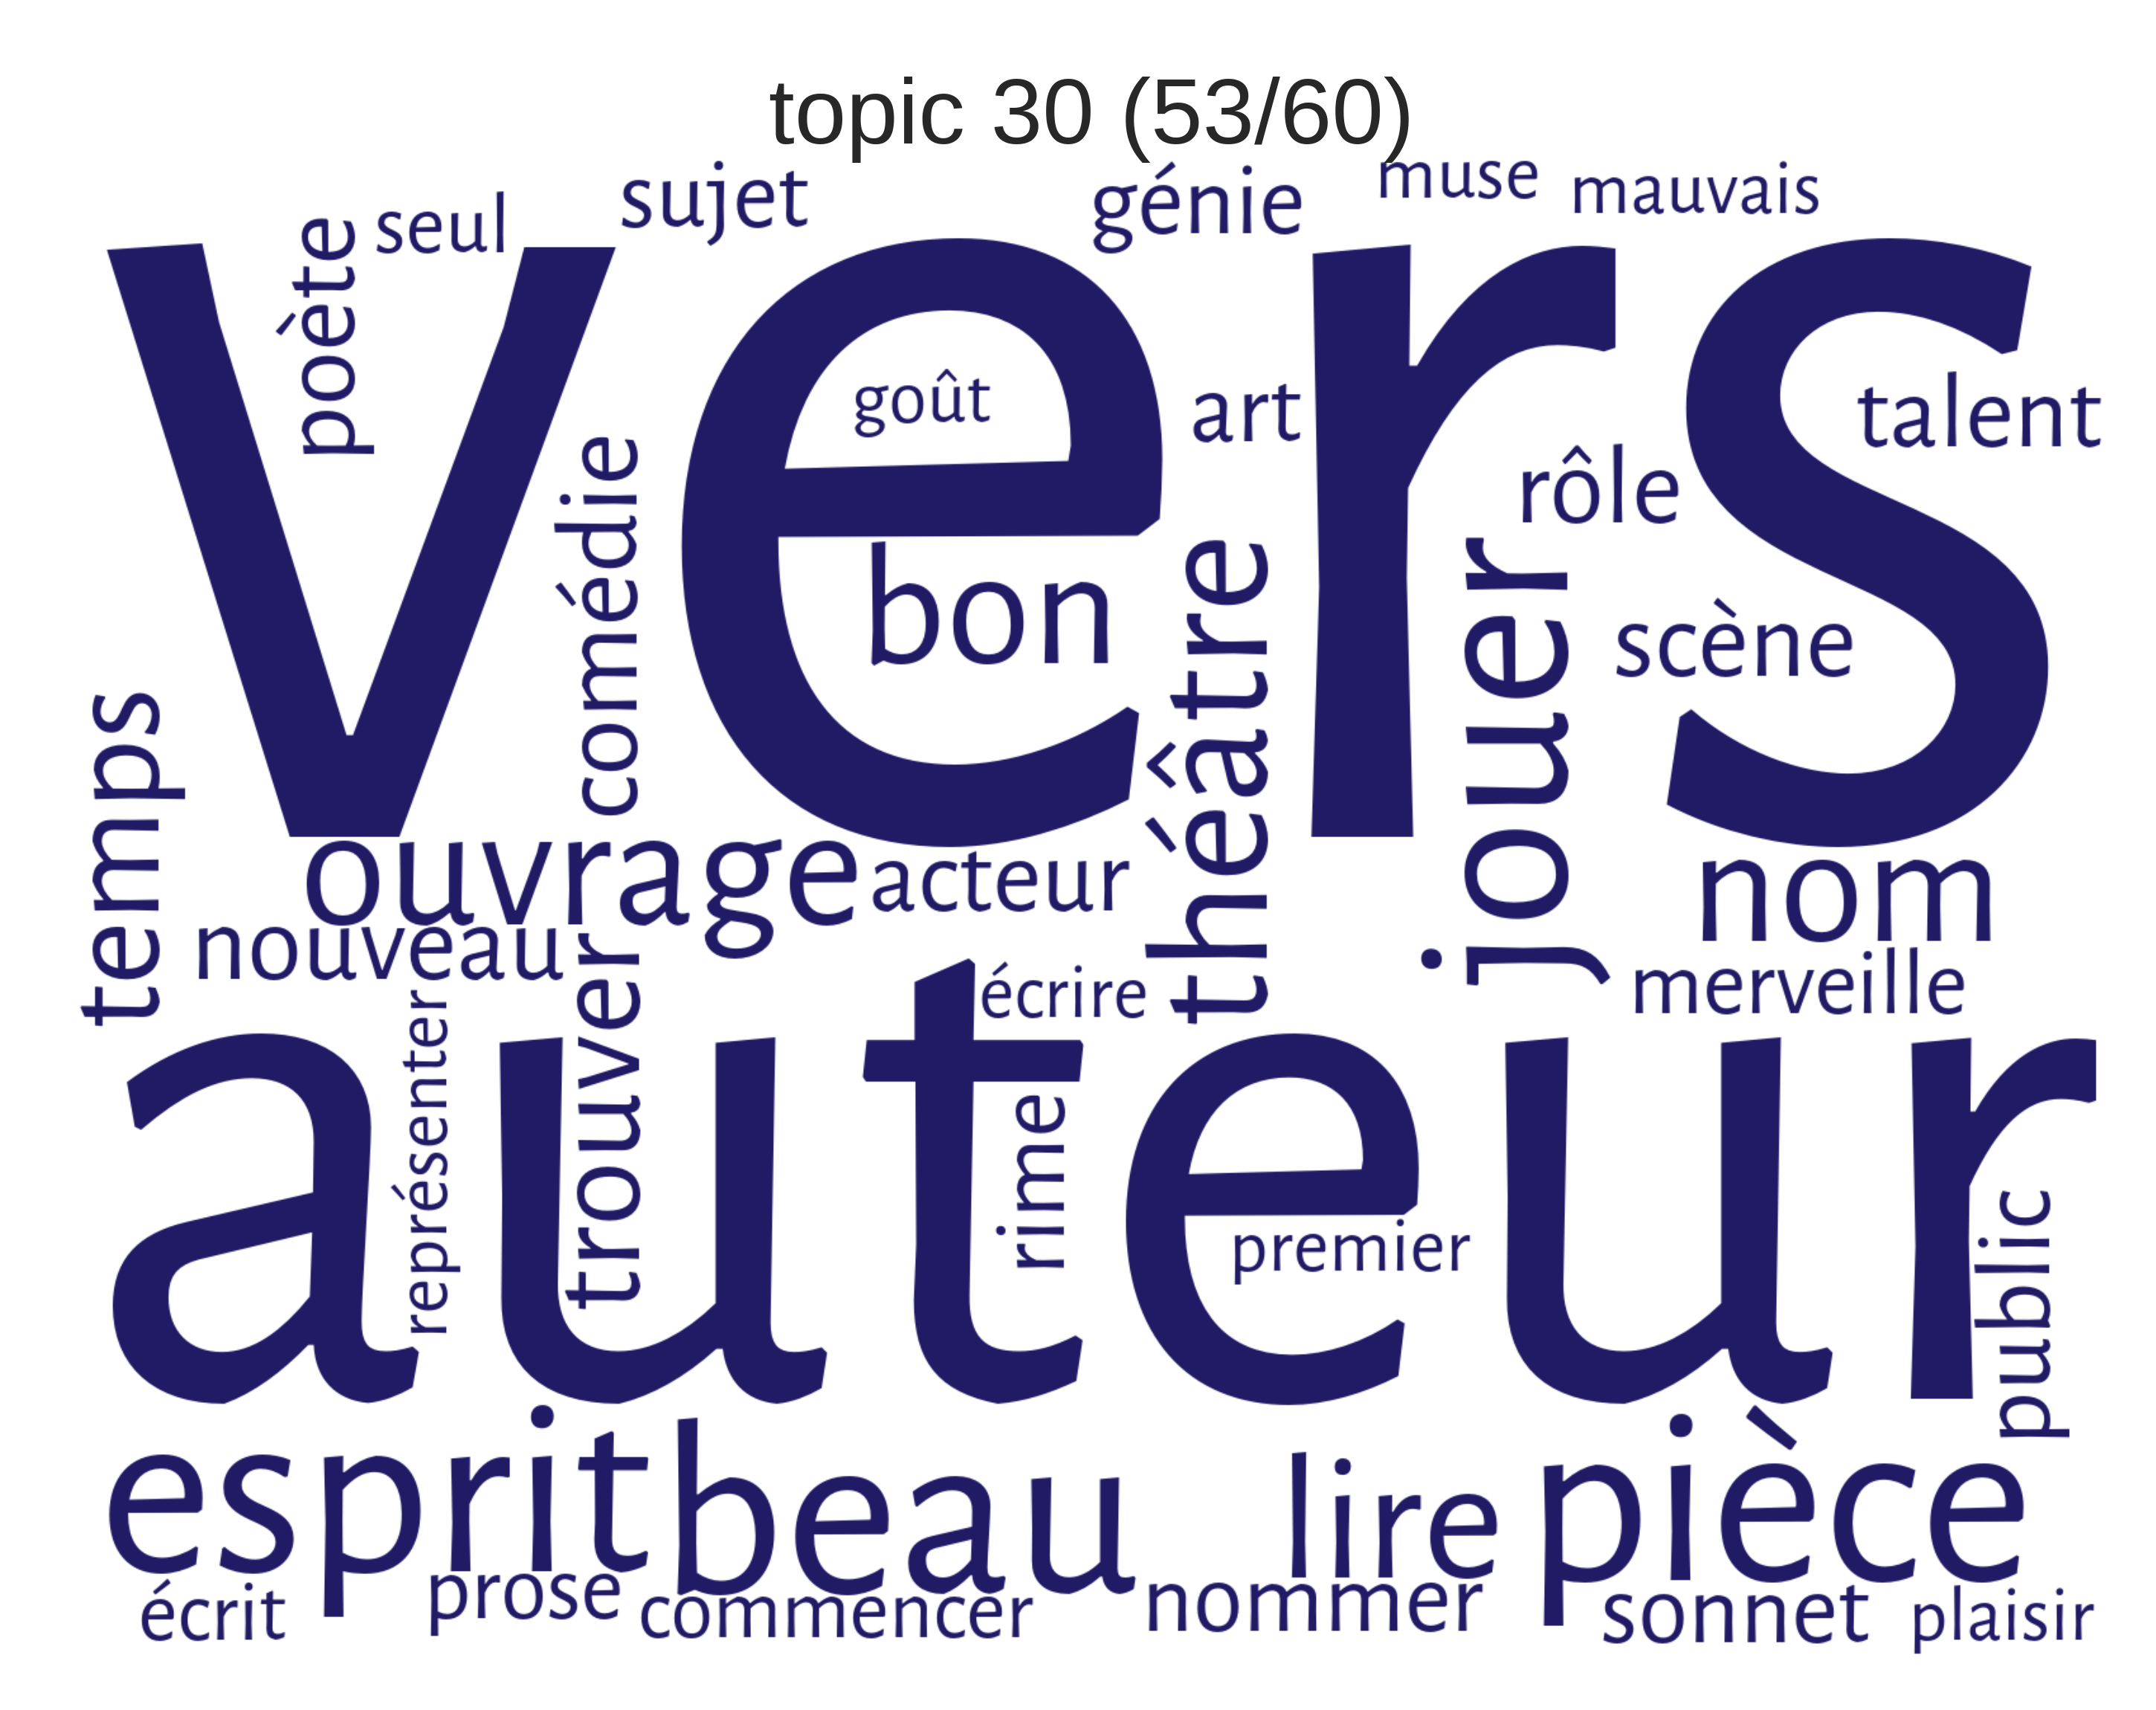 topic 30 (53/60)
seul
sujet
génie
muse
mauvais
poète
vers
goût
art
talent
rôle
comédie
bon
théâtre
jouer
scène
temps
ouvrage
acteur
nom
nouveau
trouver
écrire
merveille
représenter
auteur
rime
premier
public
esprit
beau
lire
pièce
écrit
prose
commencer
nommer
sonnet
plaisir